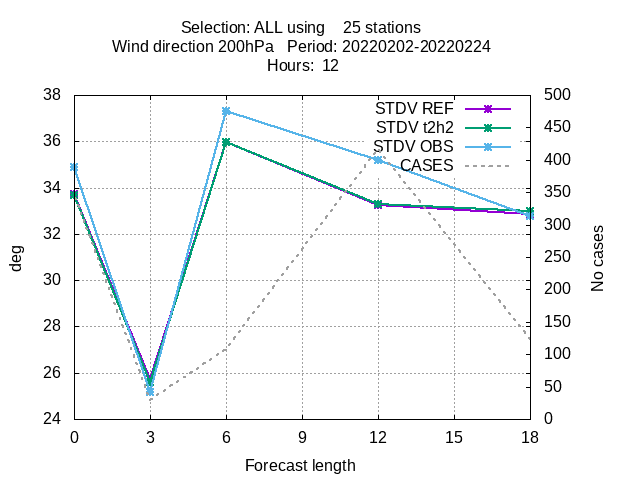 Selection: ALL using    25 stations
Wind direction 200hPa   Period: 20220202-20220224
Hours:  12
STDV REF
STDV t2h2
STDV OBS
CASES
38
36
34
32
30
28
26
24
500
450
400
350
300
250
200
150
100
50
0
deg
No cases
0 3 6 9 12 15 18
Forecast length